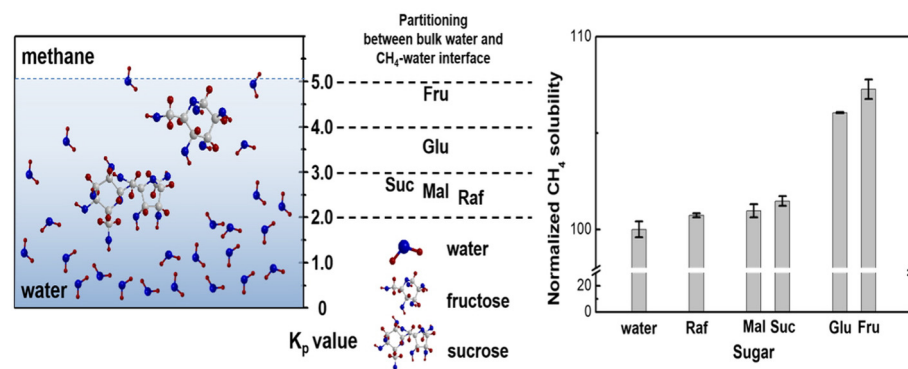 methane
water
5.0
4.0
3.0
2.0
1.0
0
Kp value
Partitioning
between bulk water and
CH4-water interface
Fru
Glu
Suc Mal Raf
water
fructose
sucrose
Normalized CH4 solubility
110
100
20
0
water Raf Mal Suc Glu Fru
Sugar